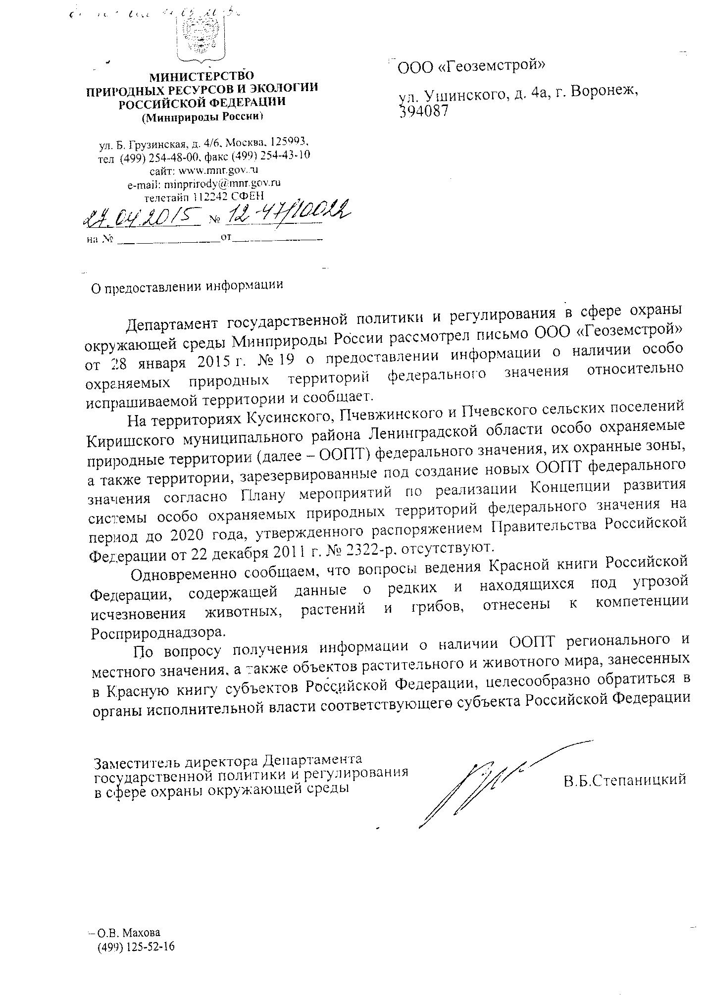 МИНИСТЕРСТВО
ПРИРОДНЫХ РЕСУРСОВ И ЭКОЛОГИИ
РОССИЙСКОЙ ФЕДЕРАЦИИ
(Минприроды России)
ул. Б. Грузинская, д. 4/6, Москва, 125993,
тел (499) 254-48-00, факс (499) 254-43-10
сайт: www.mnr.gov.ru
e-mail: minprirody@mnr.gov.ru
телетайп 112242 СФЕН
27.04.2015 № 12-47/10022
на № от
ООО «Геоземстрой»
ул. Ушинского, д. 4а, г. Воронеж,
394087
О предоставлении информации
Департамент государственной политики и регулирования в сфере охраны
окружающей среды Минприроды России рассмотрел письмо ООО «Геоземстрой»
от 28 января 2015 г. № 19 о предоставлении информации о наличии особо
охраняемых природных территорий федерального значения относительно
испрашиваемой территории и сообщает.
На территориях Кусинского, Пчевжинского и Пчевского сельских поселений
Киришского муниципального района Ленинградской области особо охраняемые
природные территории (далее – ООПТ) федерального значения, их охранные зоны,
а также территории, зарезервированные под создание новых ООПТ федерального
значения согласно Плану мероприятий по реализации Концепции развития
системы особо охраняемых природных территорий федерального значения на
период до 2020 года, утвержденного распоряжением Правительства Российской
Федерации от 22 декабря 2011 г. № 2322-р, отсутствуют.
Одновременно сообщаем, что вопросы ведения Красной книги Российской
Федерации, содержащей данные о редких и находящихся под угрозой
исчезновения животных, растений и грибов, отнесены к компетенции
Росприроднадзора.
По вопросу получения информации о наличии ООПТ регионального и
местного значения, а также объектов растительного и животного мира, занесенных
в Красную книгу субъектов Российской Федерации, целесообразно обратиться в
органы исполнительной власти соответствующего субъекта Российской Федерации
Заместитель директора Департамента
государственной политики и регулирования
в сфере охраны окружающей среды
В.Б.Степаницкий
О.В. Махова
(499) 125-52-16